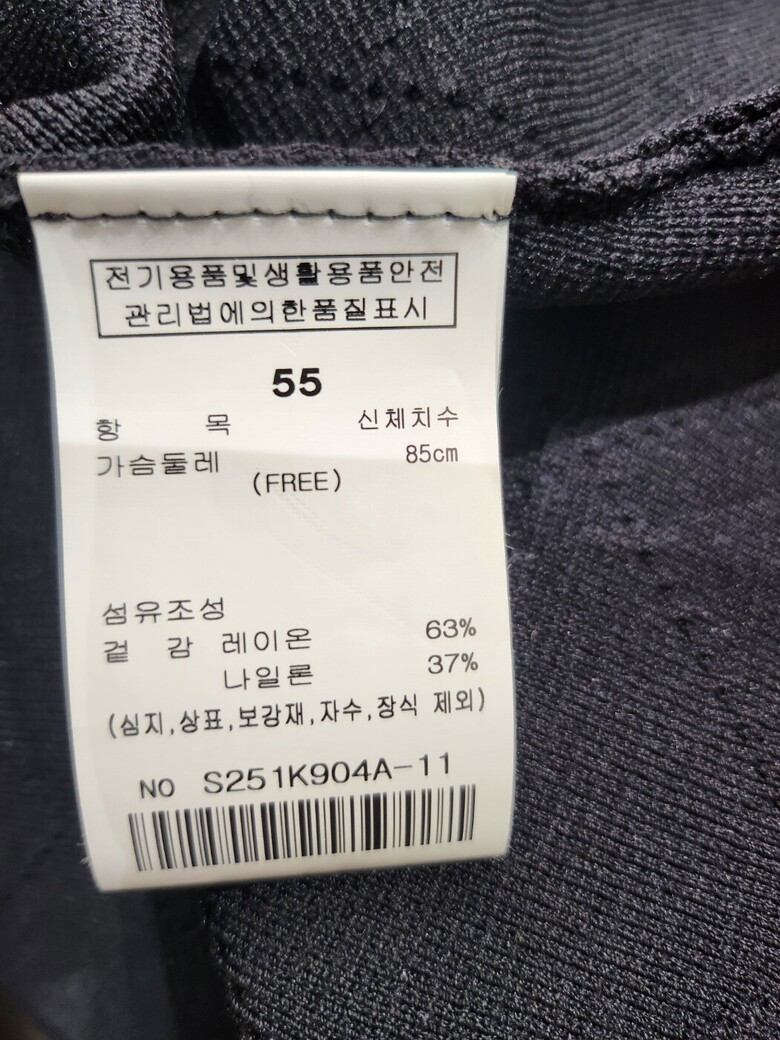 전기용품및생활용품안전
관리법에의한품질표시
55
항 목 신체치수
가슴둘레 85cm
(FREE)
섬유조성
겉 감 레이온 63%
나일론 37%
(심지,상표,보강재,자수,장식 제외)
NO S251K904A-11